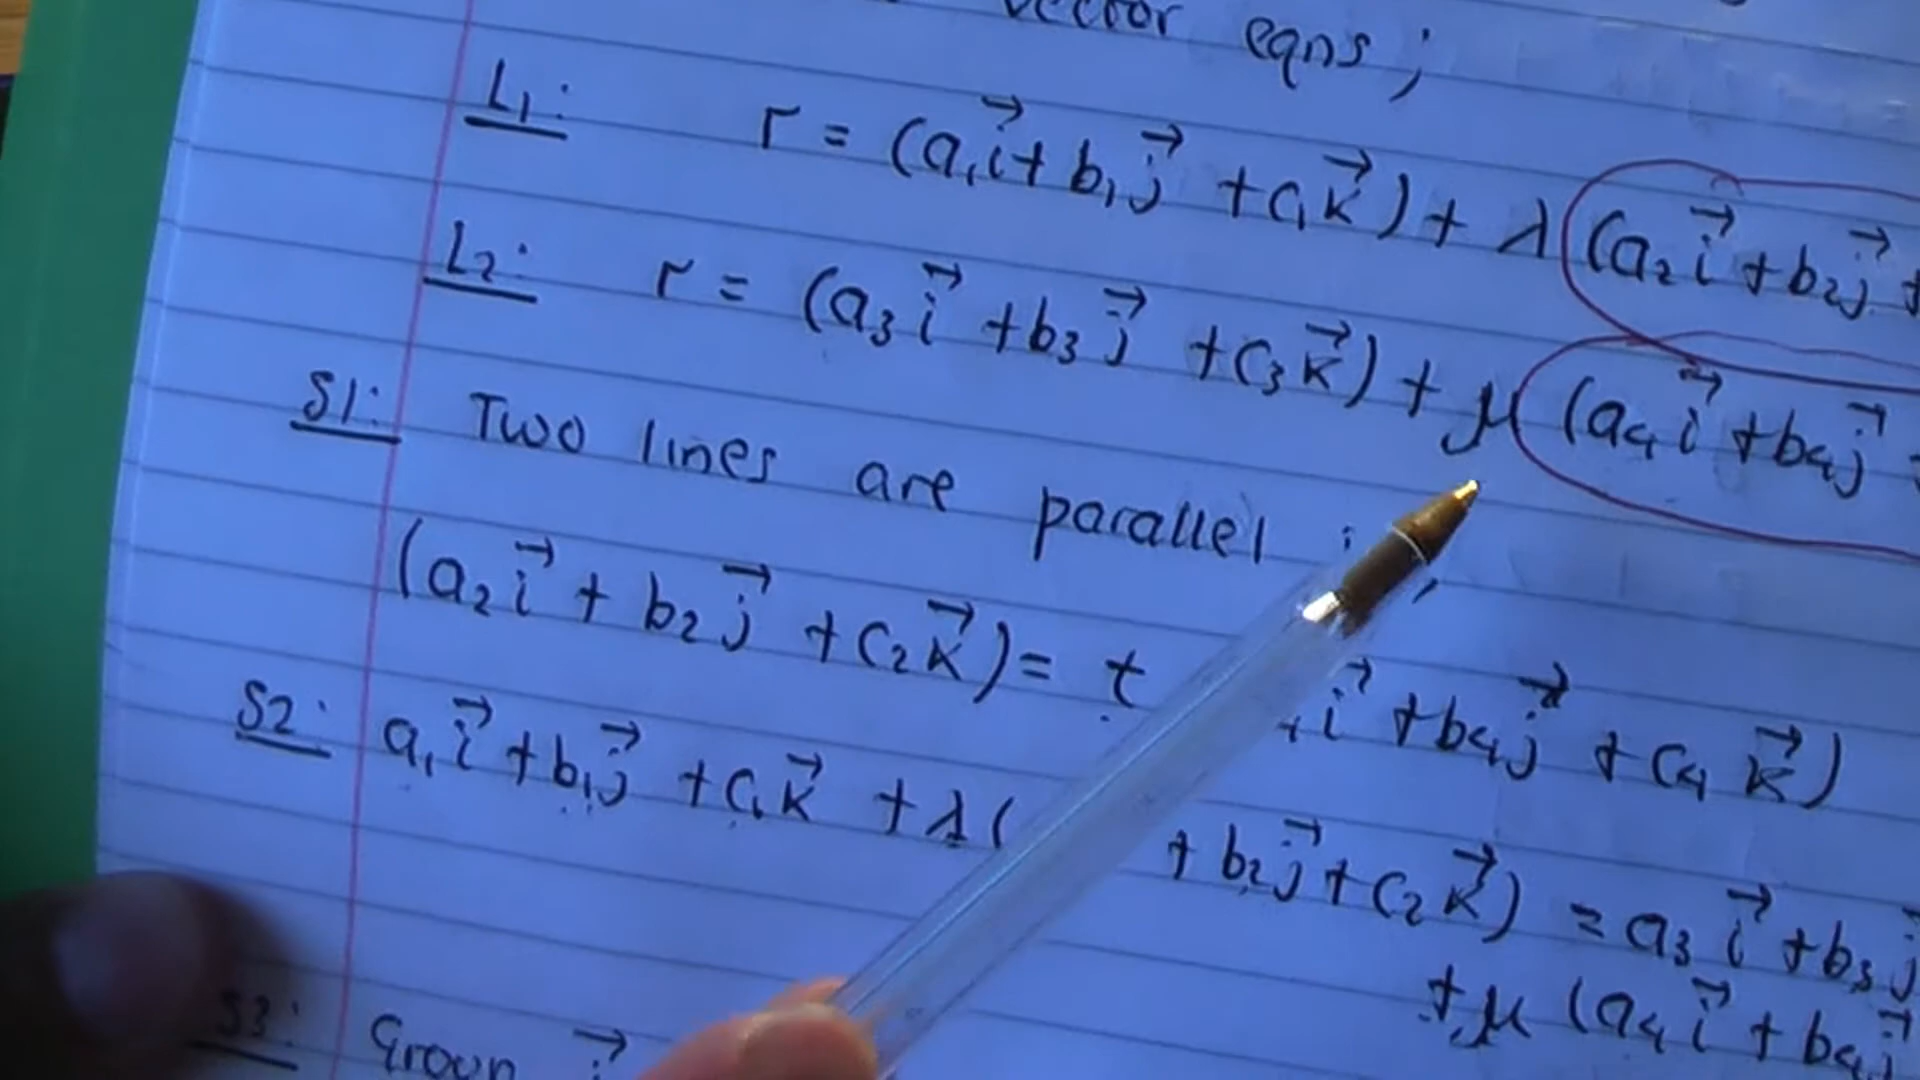 vector eqns;
L1: r = (a₁i⃗ + b₁j⃗ + c₁k⃗) + λ(a₂i⃗ + b₂j⃗ +
L2: r = (a₃i⃗ + b₃j⃗ + c₃k⃗) + μ(a₄i⃗ + b₄j⃗ +
S1: Two lines are parallel ;
(a₂i⃗ + b₂j⃗ + c₂k⃗) = t i⃗ + b₄j⃗ + c₄k⃗)
S2: a₁i⃗ + b₁j⃗ + c₁k⃗ + λ( + b₂j⃗ + c₂k⃗) = a₃i⃗ + b₃j⃗
+ μ(a₄i⃗ + b₄j⃗
S3: Group i⃗